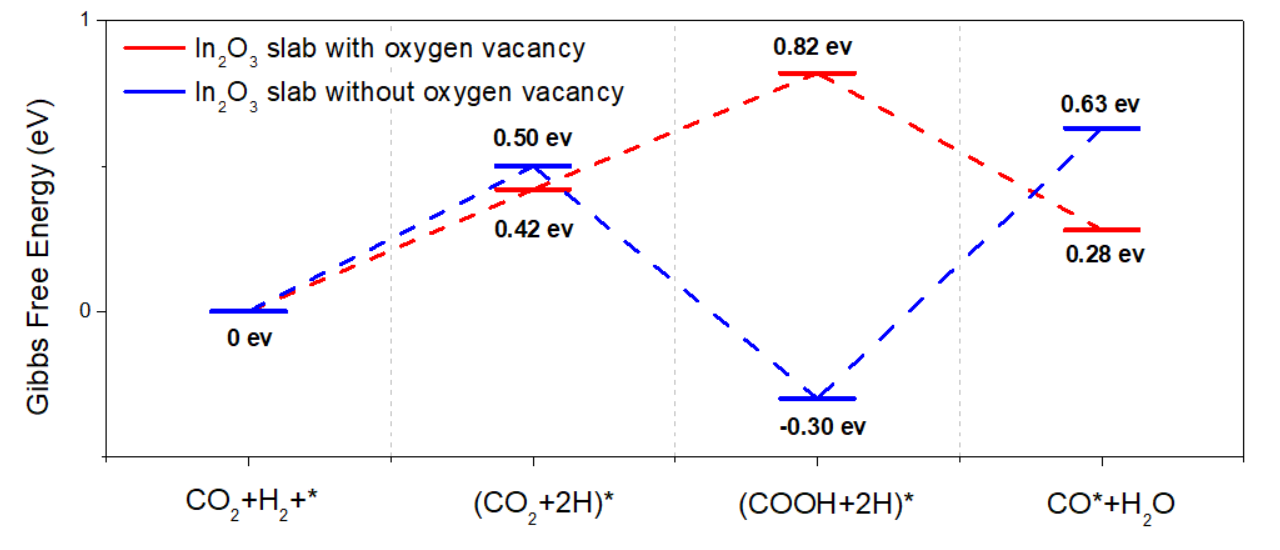 1
In₂O₃ slab with oxygen vacancy
In₂O₃ slab without oxygen vacancy
0.82 ev
0.63 ev
0.50 ev
0.42 ev
0.28 ev
Gibbs Free Energy (eV)
0
0 ev
-0.30 ev
CO₂+H₂+*
(CO₂+2H)*
(COOH+2H)*
CO*+H₂O